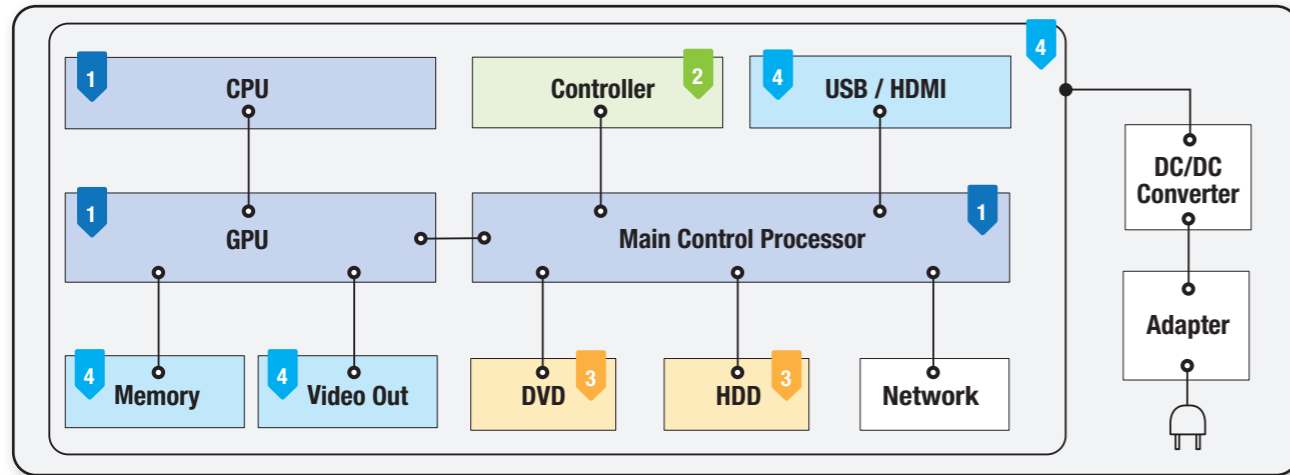 4
1
CPU
Controller
2
4
USB / HDMI
DC/DC
Converter
1
GPU
Main Control Processor
1
Adapter
4
Memory
4
Video Out
DVD
3
HDD
3
Network